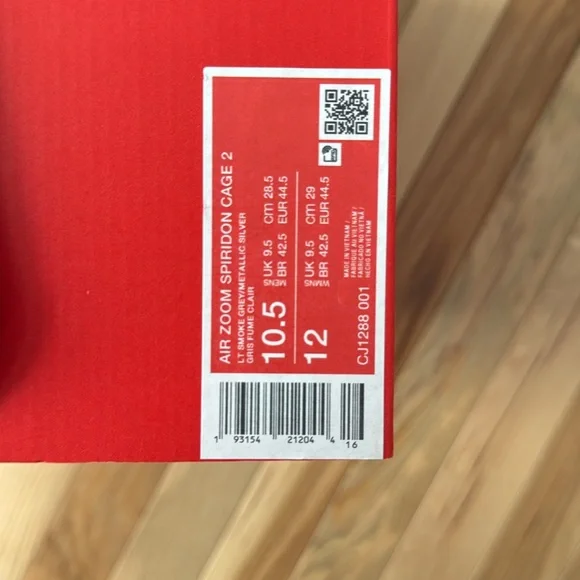 AIR ZOOM SPIRIDON CAGE 2
LT SMOKE GREY/METALLIC SILVER
GRIS FUME CLAIR
10.5 MENS UK 9.5 CM 28.5
BR 42.5 EUR 44.5
12 WMNS UK 9.5 CM 29
BR 42.5 EUR 44.5
MADE IN VIETNAM /
FABRIQUE AU VIETNAM /
FABRICADO NO VIETNÃ /
HECHO EN VIETNAM
CJ1288 001
1 93154 21204 4 16